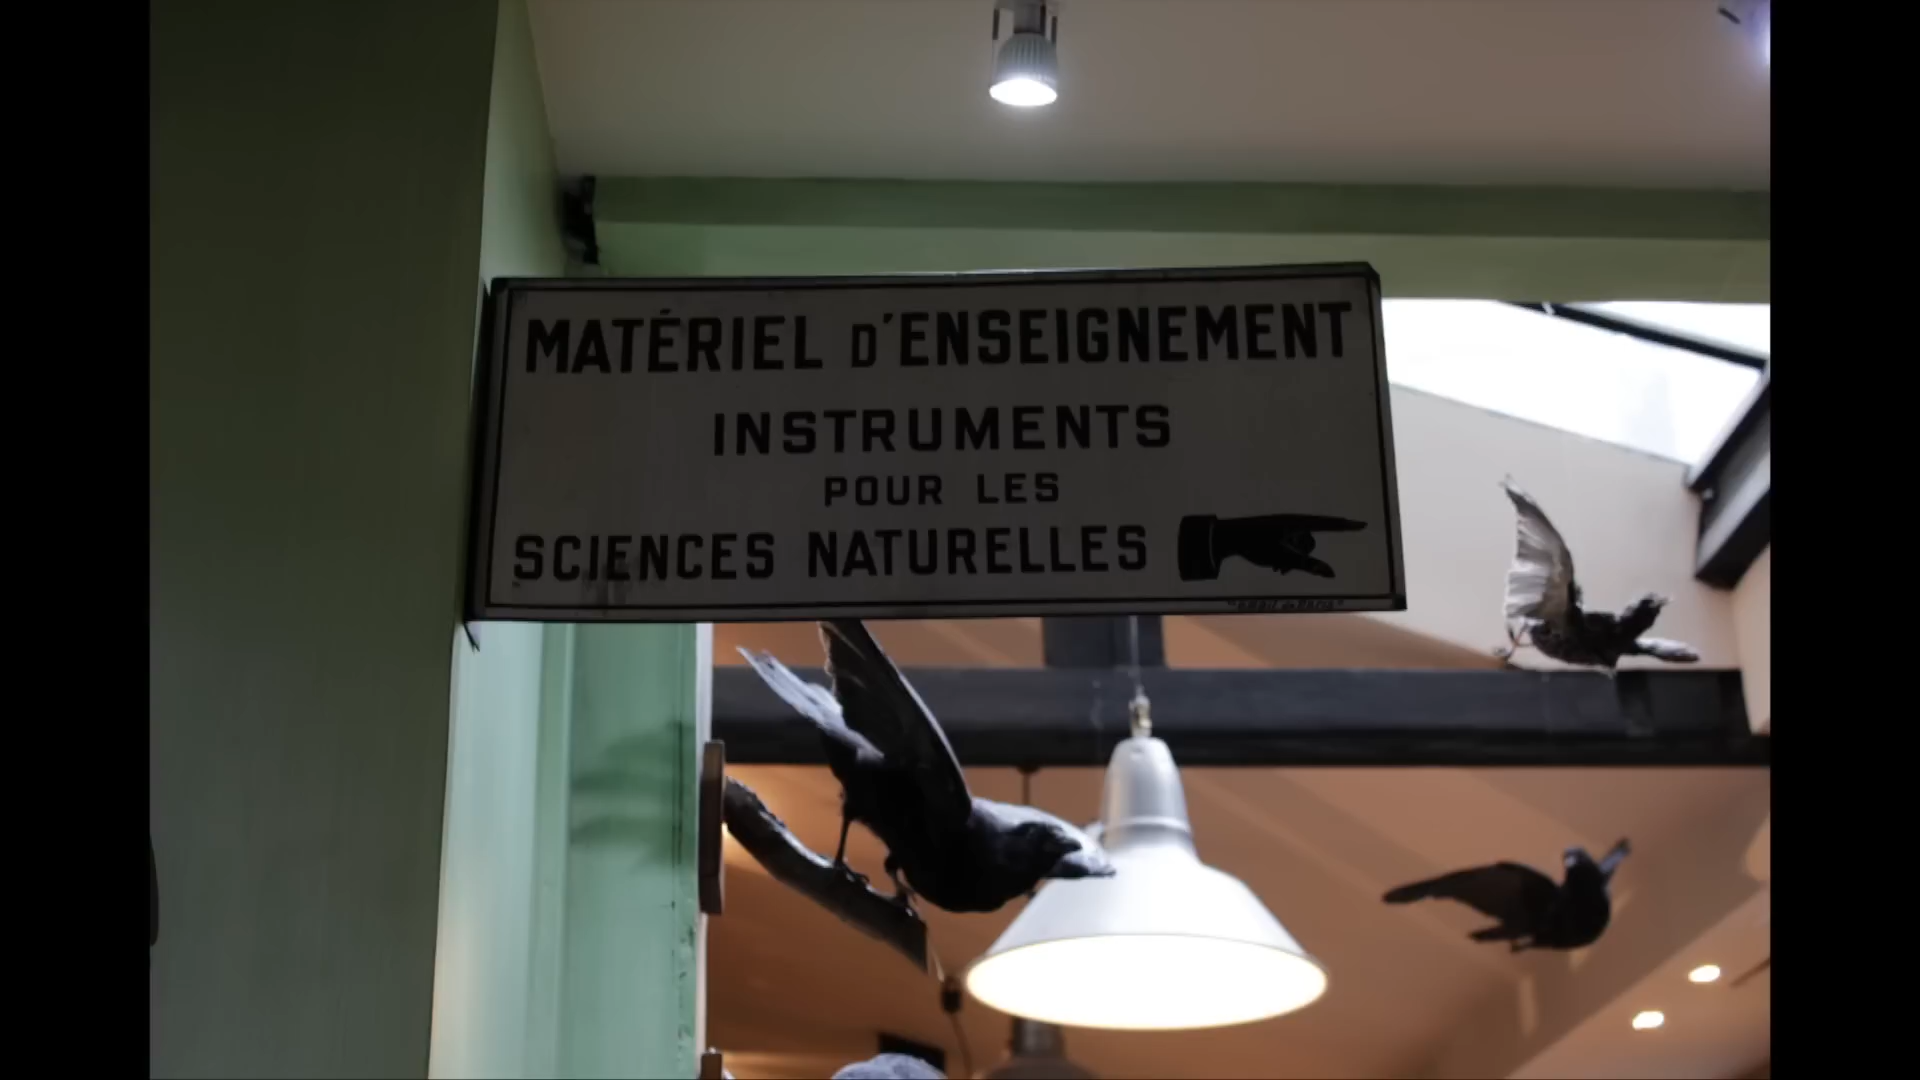 MATÉRIEL D'ENSEIGNEMENT
INSTRUMENTS
POUR LES
SCIENCES NATURELLES